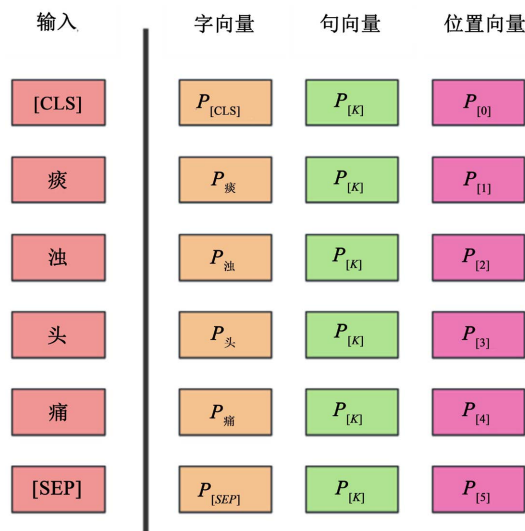 输入 字向量 句向量 位置向量
[CLS] P[CLS] P[K] P[0]
痰 P痰 P[K] P[1]
浊 P浊 P[K] P[2]
头 P头 P[K] P[3]
痛 P痛 P[K] P[4]
[SEP] P[SEP] P[K] P[5]